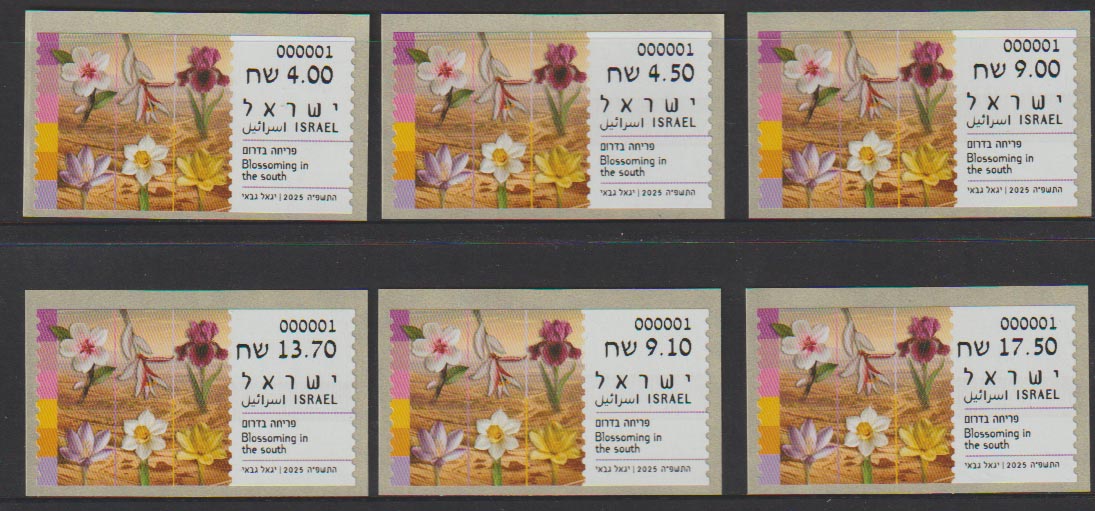 000001
4.00 שח
ישראל
اسرائيل ISRAEL
פריחה בדרום
Blossoming in
the south
התשפ״ה 2025 | יגאל גבאי
000001
4.50 שח
ישראל
اسرائيل ISRAEL
פריחה בדרום
Blossoming in
the south
התשפ״ה 2025 | יגאל גבאי
000001
9.00 שח
ישראל
اسرائيل ISRAEL
פריחה בדרום
Blossoming in
the south
התשפ״ה 2025 | יגאל גבאי
000001
13.70 שח
ישראל
اسرائيل ISRAEL
פריחה בדרום
Blossoming in
the south
התשפ״ה 2025 | יגאל גבאי
000001
9.10 שח
ישראל
اسرائيل ISRAEL
פריחה בדרום
Blossoming in
the south
התשפ״ה 2025 | יגאל גבאי
000001
17.50 שח
ישראל
اسرائيل ISRAEL
פריחה בדרום
Blossoming in
the south
התשפ״ה 2025 | יגאל גבאי